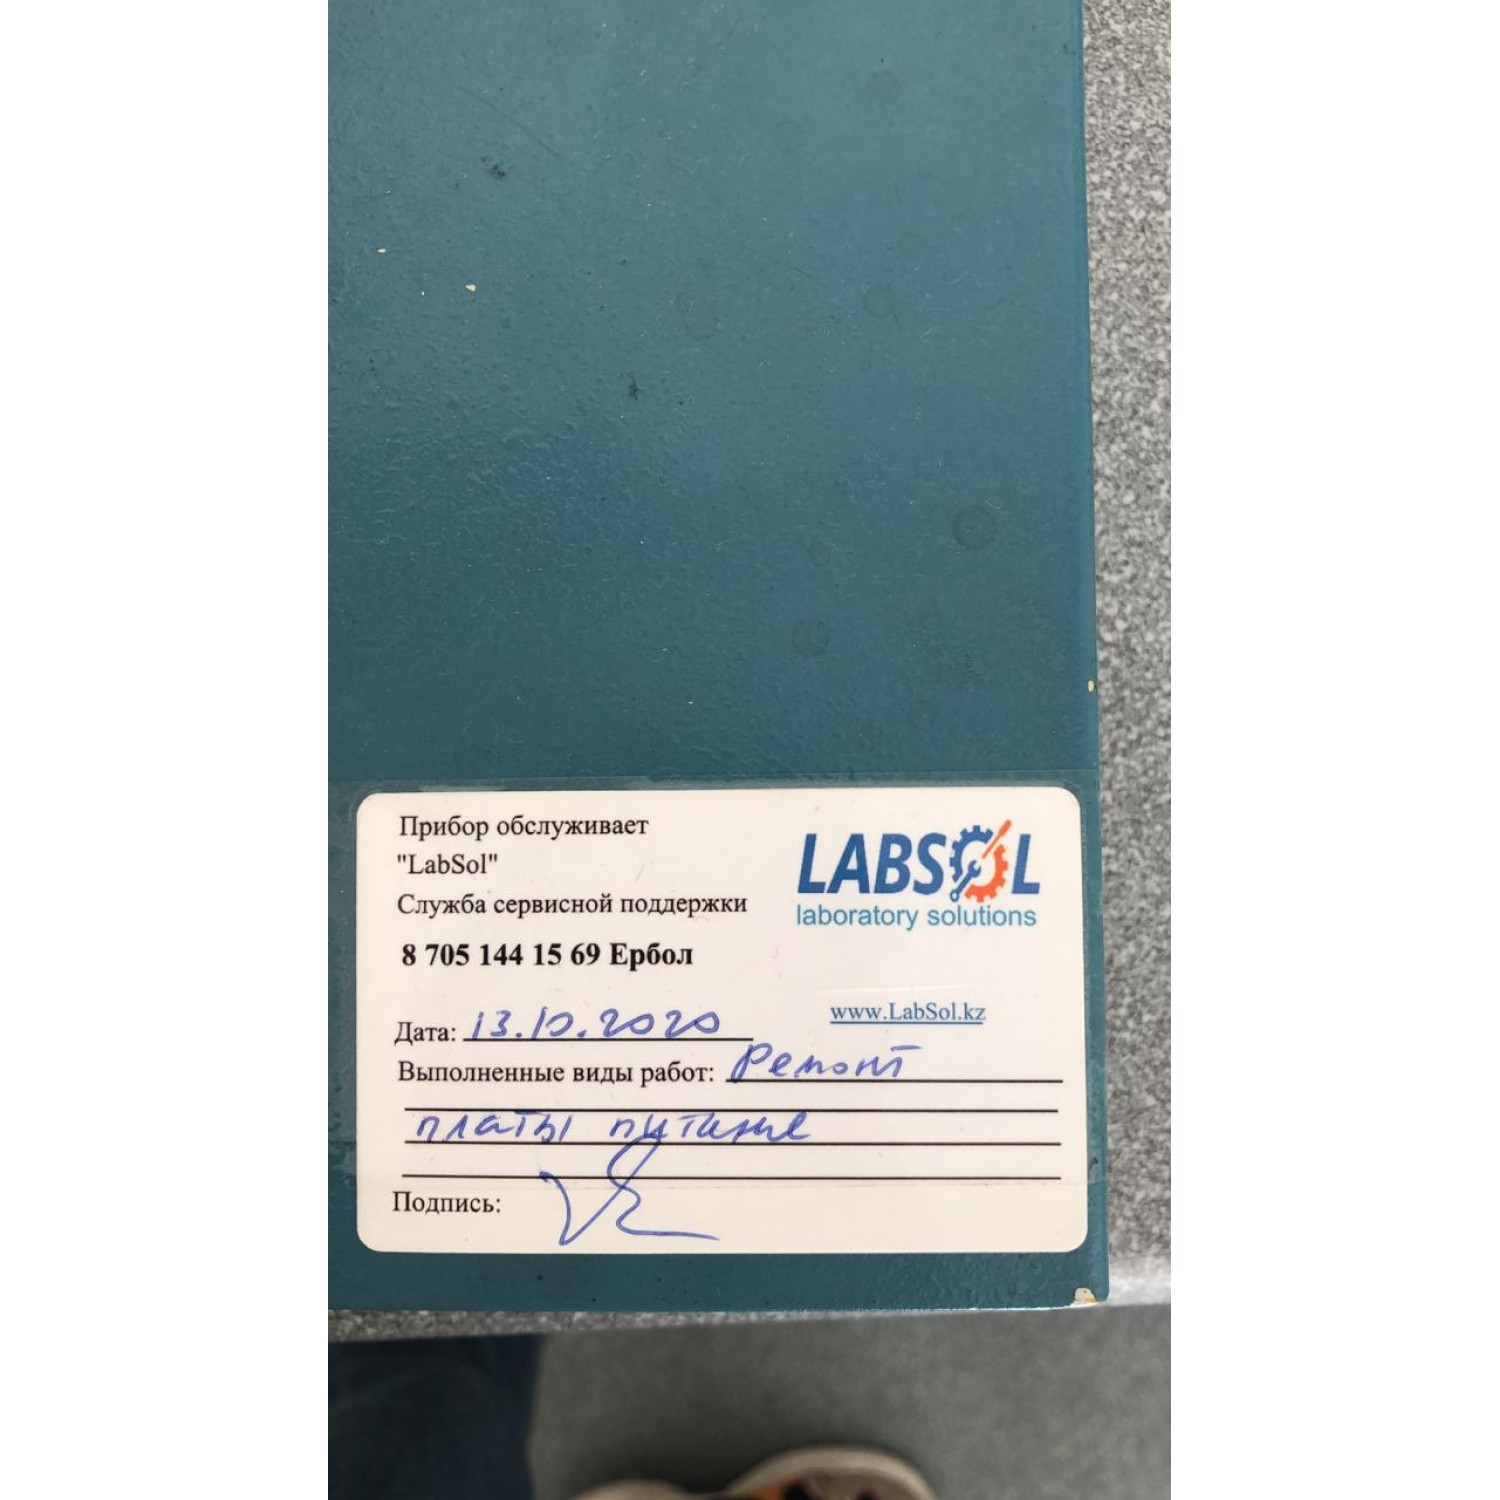 Прибор обслуживает
"LabSol"
Служба сервисной поддержки
8 705 144 15 69 Ербол
LABSOL
laboratory solutions
www.LabSol.kz
Дата: 13.10.2020
Выполненные виды работ: Ремонт
платы питание
Подпись: